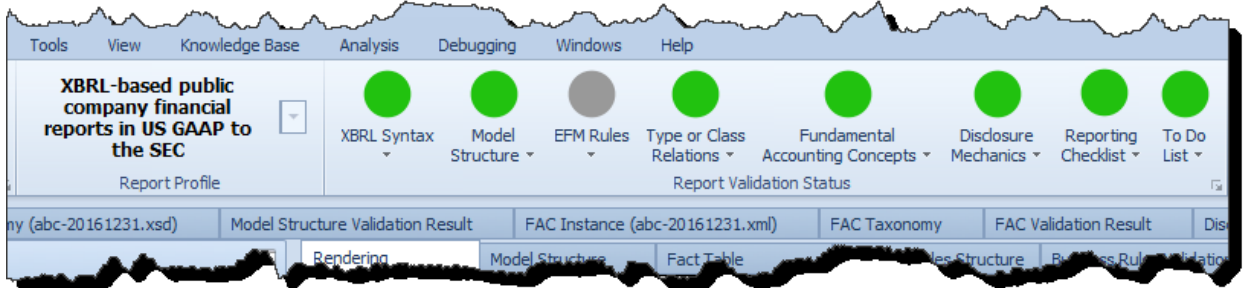 Tools View Knowledge Base Analysis Debugging Windows Help
XBRL-based public
company financial
reports in US GAAP to
the SEC
XBRL Syntax
Model
Structure
EFM Rules
Type or Class
Relations
Fundamental
Accounting Concepts
Disclosure
Mechanics
Reporting
Checklist
To Do
List
Report Profile Report Validation Status
(abc-20161231.xsd) Model Structure Validation Result FAC Instance (abc-20161231.xml) FAC Taxonomy FAC Validation Result
Rendering Model Structure Fact Table Structure